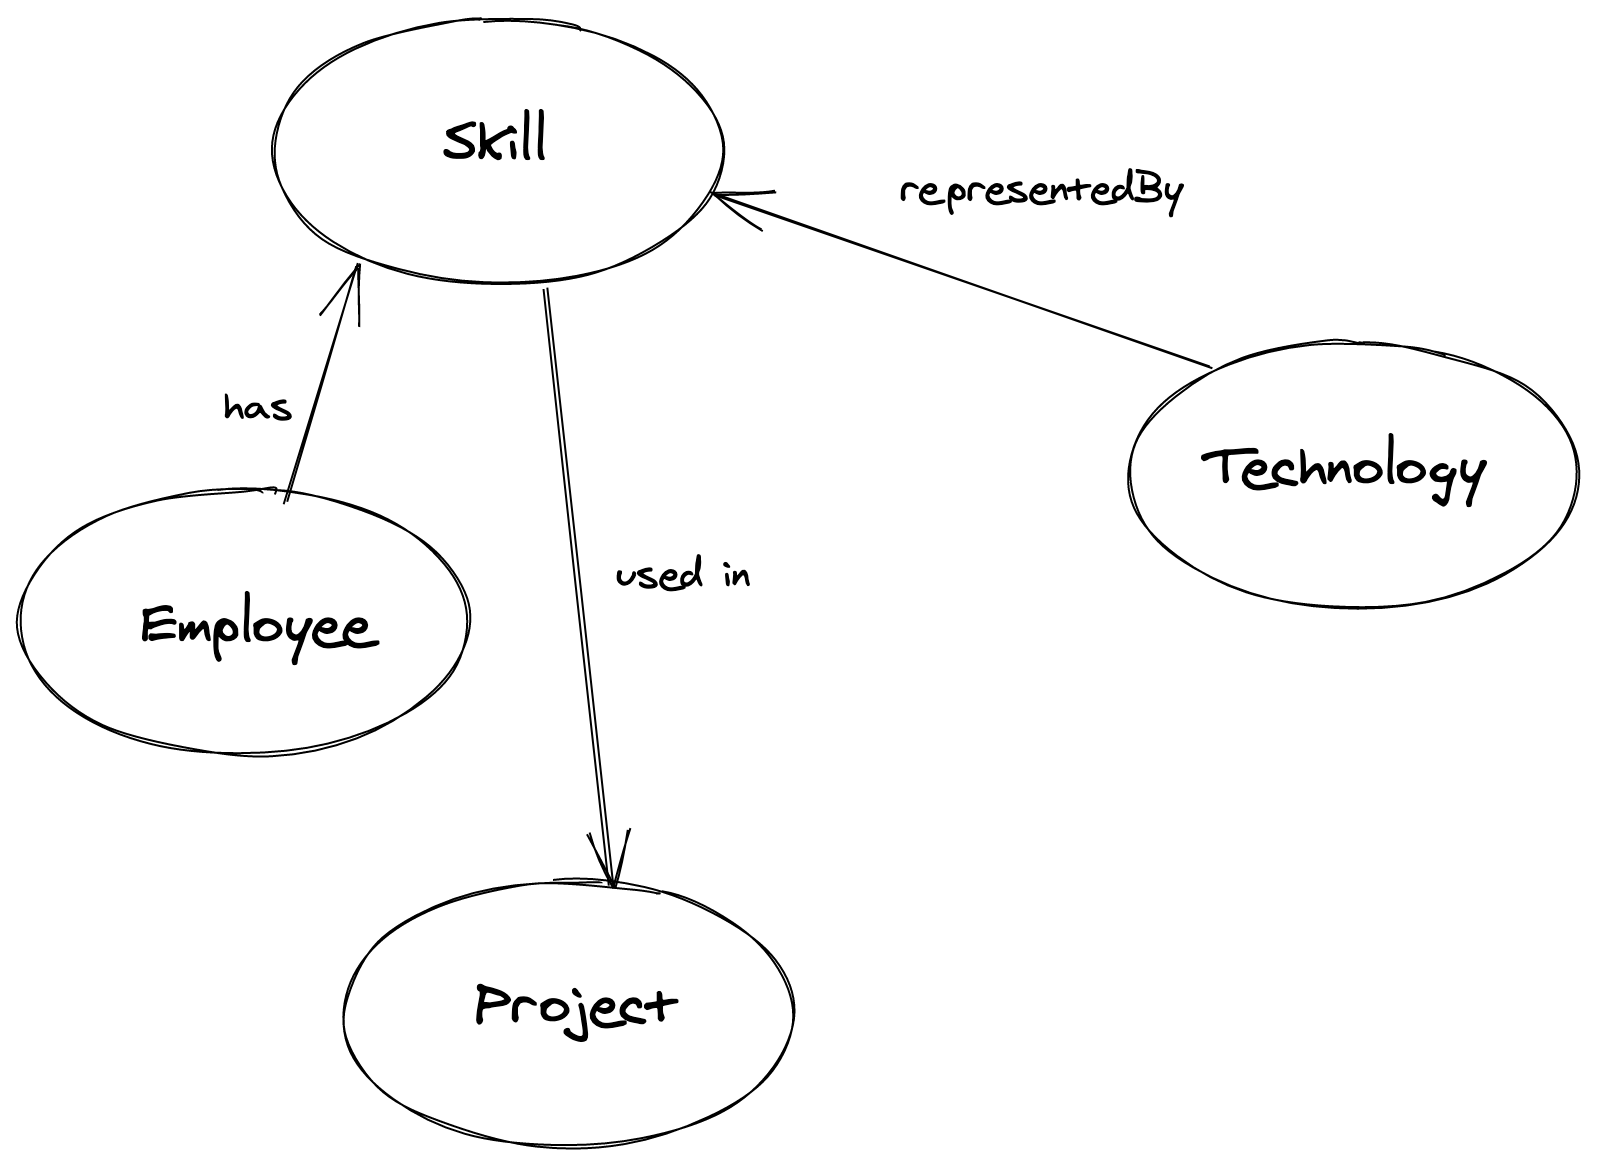 Skill
representedBy
has
Technology
used in
Employee
Project